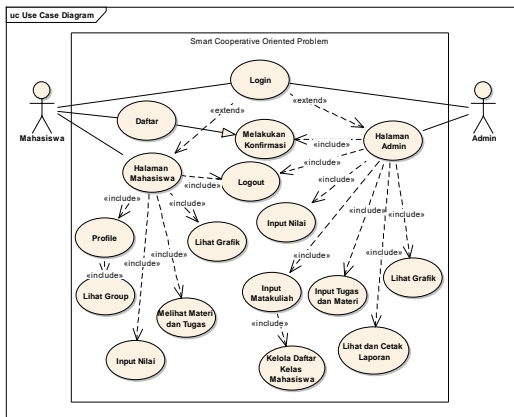 uc Use Case Diagram
Smart Cooperative Oriented Problem
Login
Mahasiswa
Admin
«extend»
«extend»
Daftar
Melakukan
Konfirmasi
«include»
Halaman
Admin
Halaman
Mahasiswa
«include»
Logout
«include»
«include»
Input Nilai
«include»
«include»
Profile
Lihat Grafik
«include»
«include»
«include»
«include»
«include»
«include»
«include»
Lihat Group
Input
Matakuliah
Input Tugas
dan Materi
Lihat Grafik
Melihat Materi
dan Tugas
«include»
Input Nilai
Kelola Daftar
Kelas
Mahasiswa
Lihat dan Cetak
Laporan